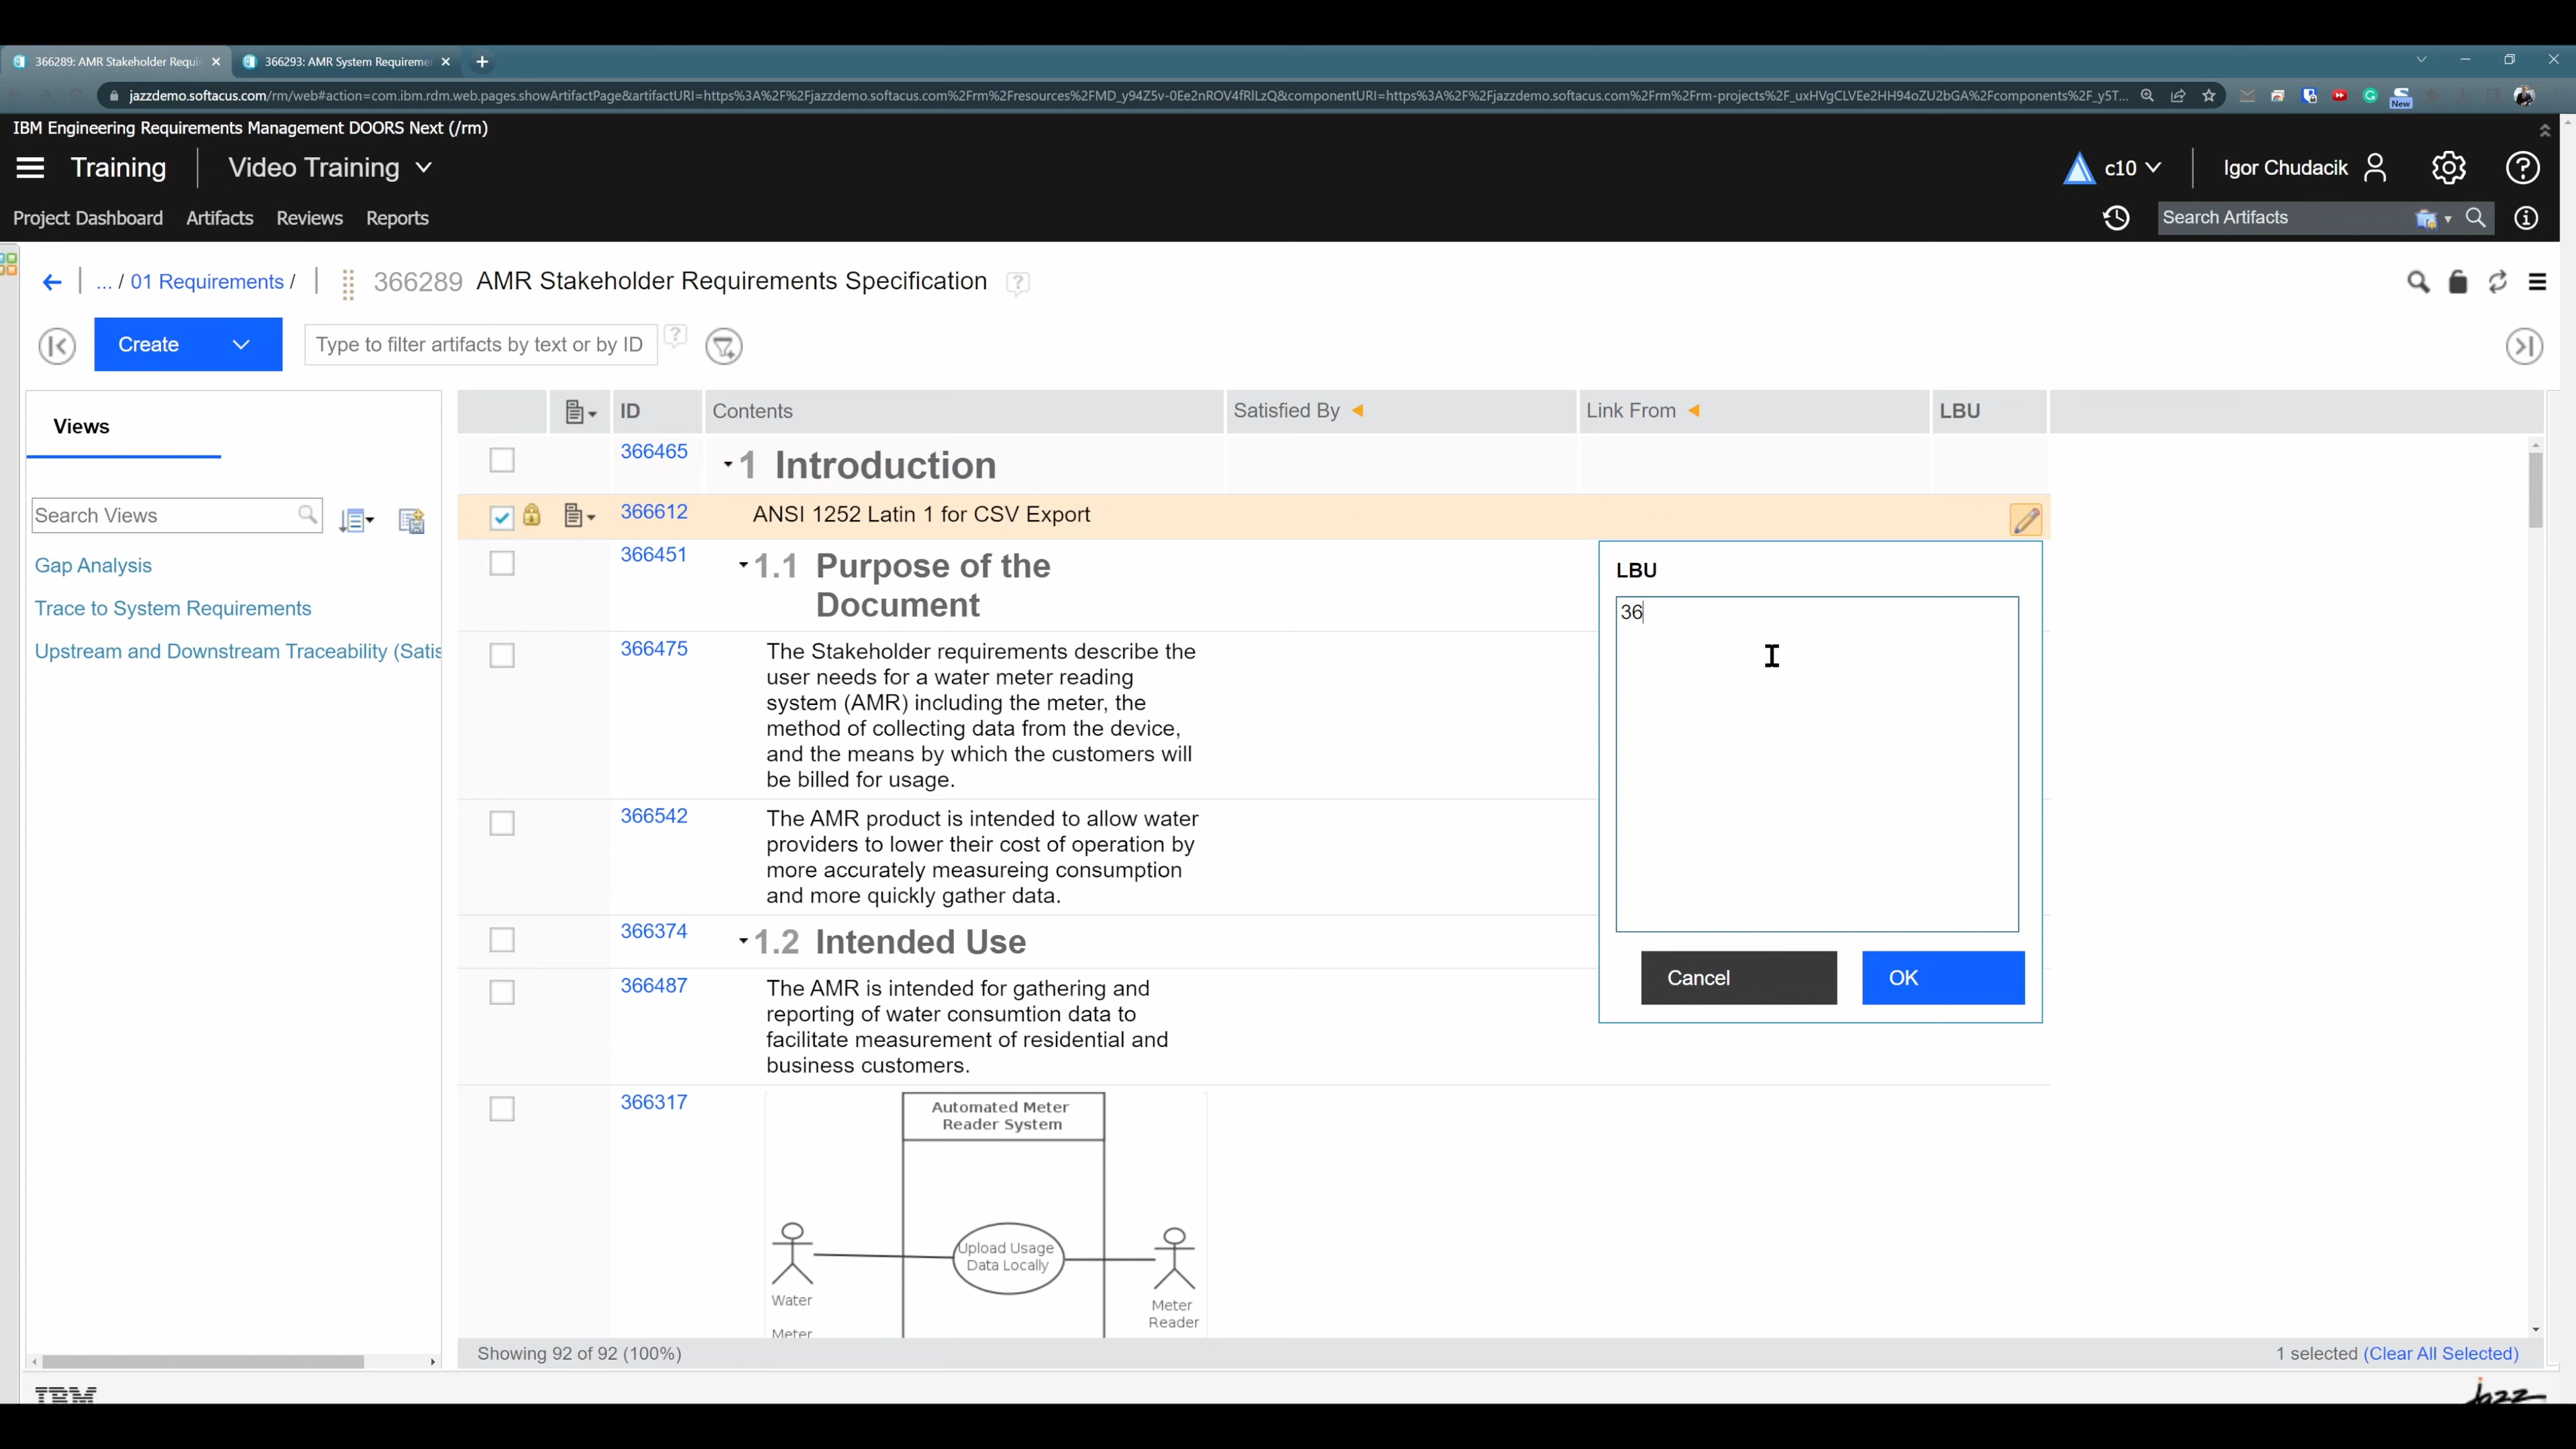 366289: AMR Stakeholder Requi
366293: AMR System Requireme
jazzdemo.softacus.com/rm/web#action=com.ibm.rdm.web.pages.showArtifactPage&artifactURI=https%3A%2F%2Fjazzdemo.softacus.com%2Frm%2Fresources%2FMD_y94Z5v-0Ee2nROV4fRlLzQ&componentURI=https%3A%2F%2Fjazzdemo.softacus.com%2Frm%2Frm-projects%2F_uxHVgCLVEe2HH94oZU2bGA%2Fcomponents%2F_y5T...
New
IBM Engineering Requirements Management DOORS Next (/rm)
Training
Video Training
c10
Igor Chudacik
Project Dashboard Artifacts Reviews Reports
Search Artifacts
... / 01 Requirements /
366289 AMR Stakeholder Requirements Specification
Create
Type to filter artifacts by text or by ID
Views
Search Views
Gap Analysis
Trace to System Requirements
Upstream and Downstream Traceability (Satis
ID Contents Satisfied By Link From LBU
366465 1 Introduction
366612 ANSI 1252 Latin 1 for CSV Export
366451 1.1 Purpose of the
Document
366475 The Stakeholder requirements describe the
user needs for a water meter reading
system (AMR) including the meter, the
method of collecting data from the device,
and the means by which the customers will
be billed for usage.
366542 The AMR product is intended to allow water
providers to lower their cost of operation by
more accurately measureing consumption
and more quickly gather data.
366374 1.2 Intended Use
366487 The AMR is intended for gathering and
reporting of water consumtion data to
facilitate measurement of residential and
business customers.
366317
Automated Meter
Reader System
Upload Usage
Data Locally
Water
Meter
Meter
Reader
LBU
36
Cancel
OK
Showing 92 of 92 (100%)
1 selected (Clear All Selected)
IBM
jazz